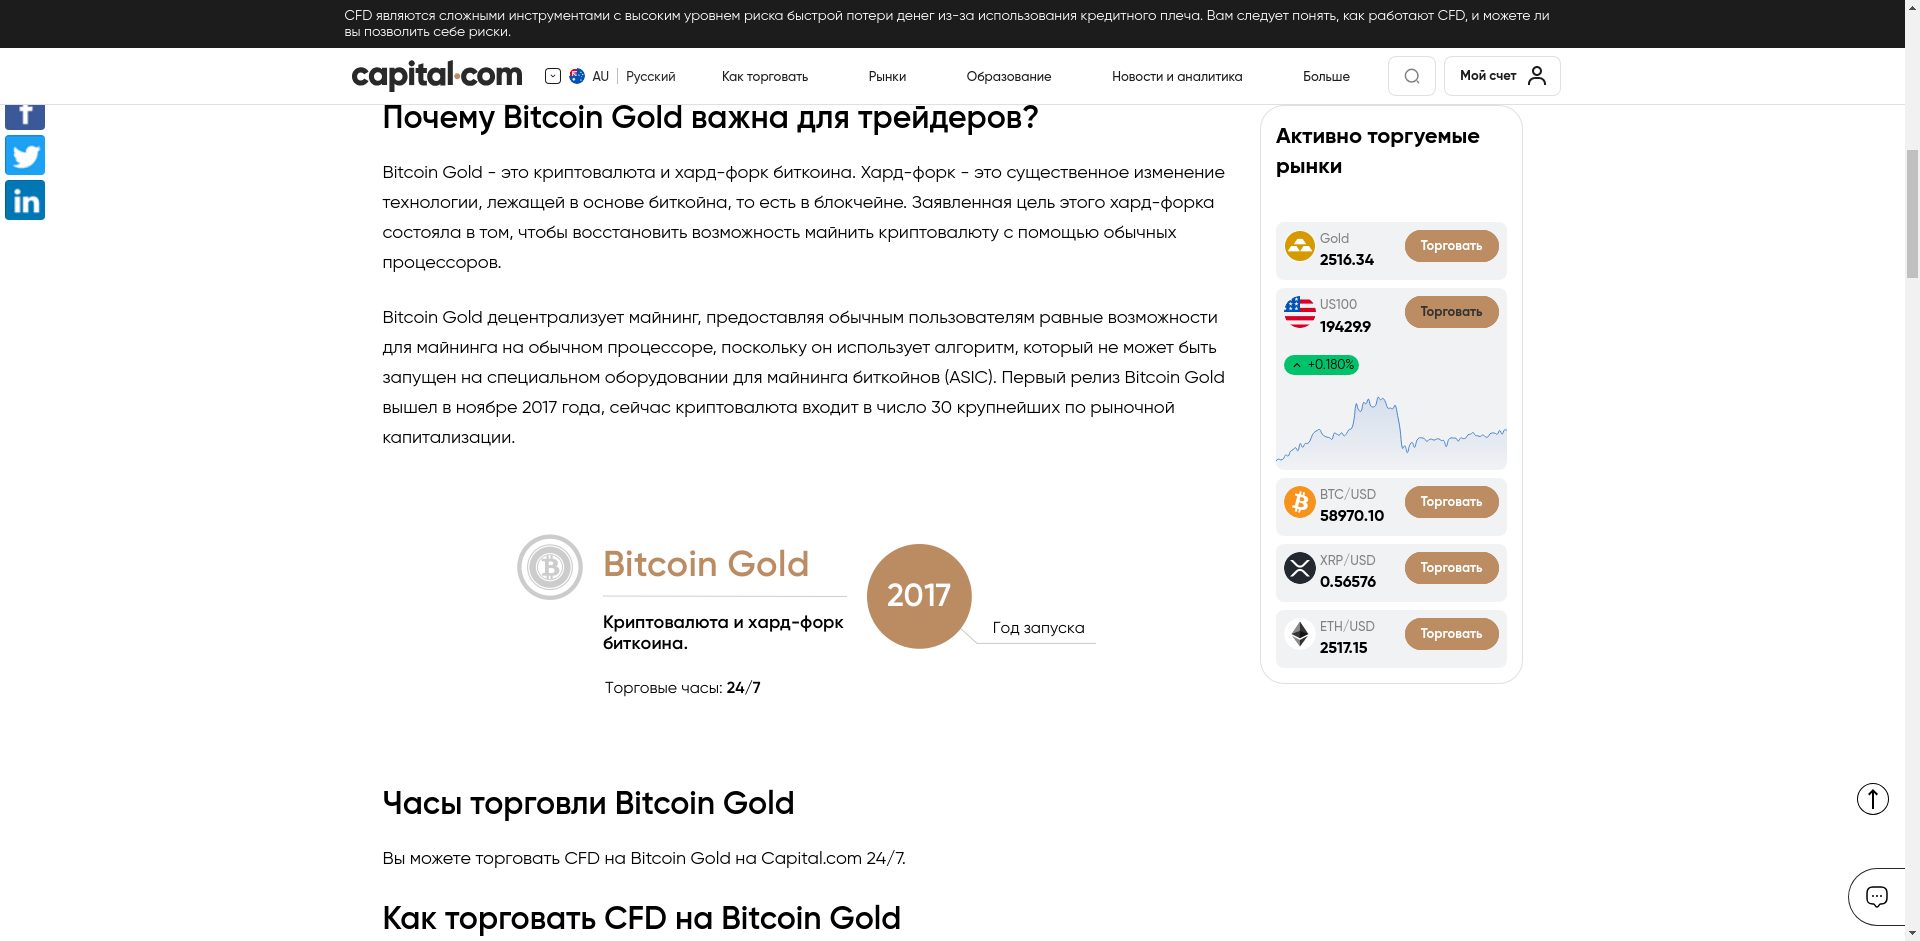 CFD являются сложными инструментами с высоким уровнем риска быстрой потери денег из-за использования кредитного плеча. Вам следует понять, как работают CFD, и можете ли
вы позволить себе риски.
capital.com
AU Русский
Как торговать
Рынки
Образование
Новости и аналитика
Больше
Мой счет
Почему Bitcoin Gold важна для трейдеров?
Bitcoin Gold - это криптовалюта и хард-форк биткоина. Хард-форк - это существенное изменение
технологии, лежащей в основе биткойна, то есть в блокчейне. Заявленная цель этого хард-форка
состояла в том, чтобы восстановить возможность майнить криптовалюту с помощью обычных
процессоров.
Bitcoin Gold децентрализует майнинг, предоставляя обычным пользователям равные возможности
для майнинга на обычном процессоре, поскольку он использует алгоритм, который не может быть
запущен на специальном оборудовании для майнинга биткойнов (ASIC). Первый релиз Bitcoin Gold
вышел в ноябре 2017 года, сейчас криптовалюта входит в число 30 крупнейших по рыночной
капитализации.
Bitcoin Gold
Криптовалюта и хард-форк
биткоина.
Торговые часы: 24/7
2017
Год запуска
Часы торговли Bitcoin Gold
Вы можете торговать CFD на Bitcoin Gold на Capital.com 24/7.
Как торговать CFD на Bitcoin Gold
Активно торгуемые
рынки
Gold
2516.34
Торговать
US100
19429.9
Торговать
+0.180%
BTC/USD
58970.10
Торговать
XRP/USD
0.56576
Торговать
ETH/USD
2517.15
Торговать